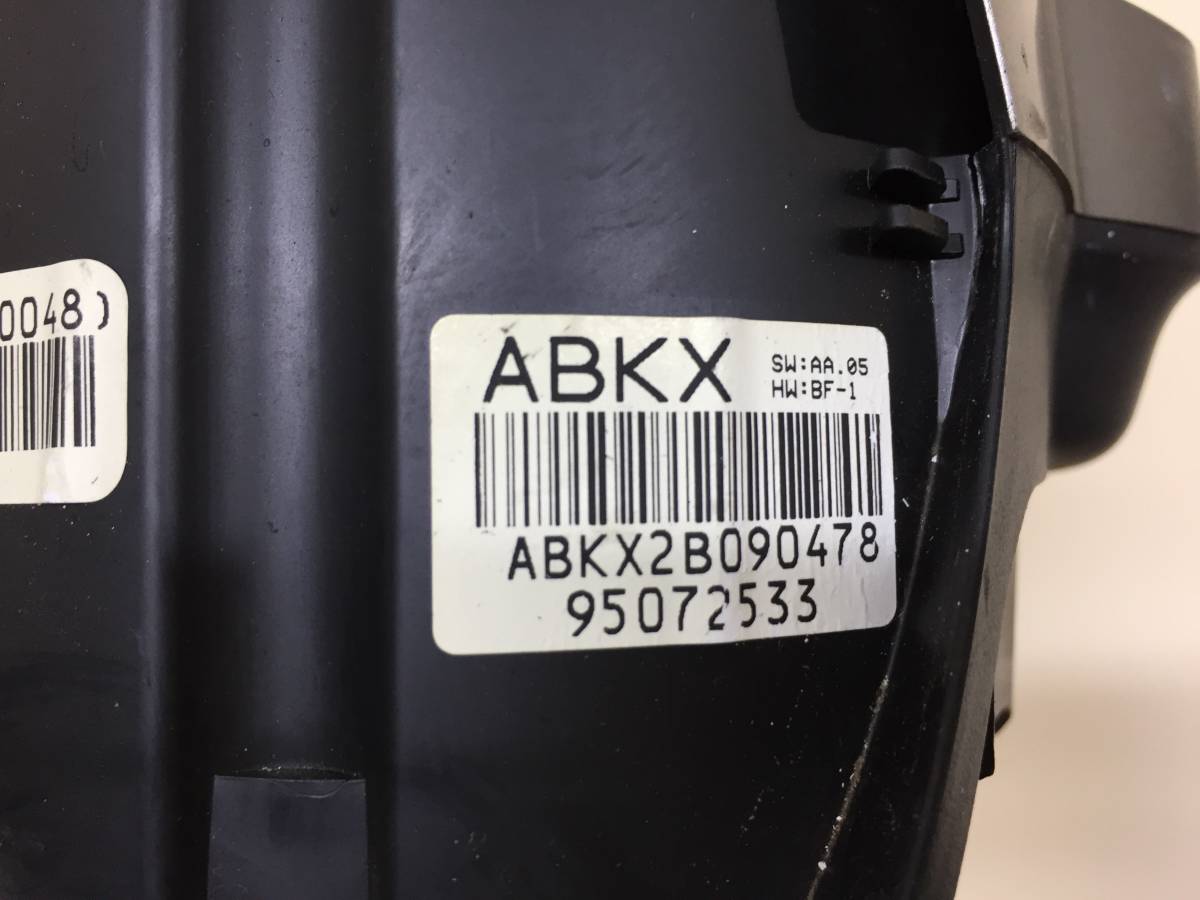 0048)
ABKX
SW:AA.05
HW:BF-1
ABKX2B090478
95072533